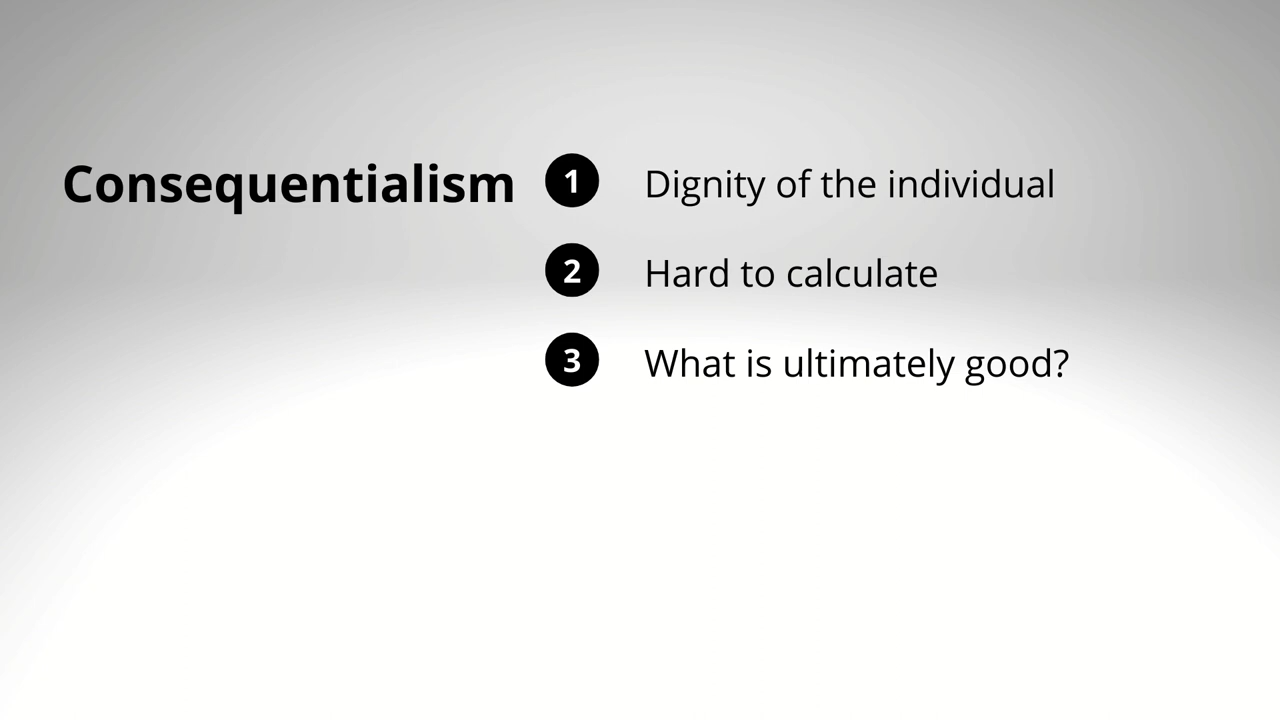 Consequentialism 1 Dignity of the individual
2 Hard to calculate
3 What is ultimately good?